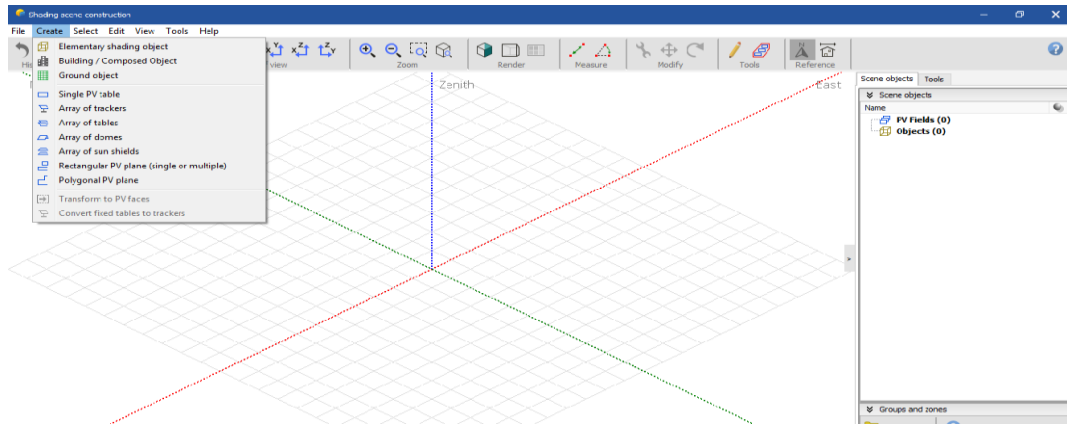 Shading scene construction
File Create Select Edit View Tools Help
Elementary shading object
Building / Composed Object
Ground object
Single PV table
Array of trackers
Array of tables
Array of domes
Array of sun shields
Rectangular PV plane (single or multiple)
Polygonal PV plane
Transform to PV faces
Convert fixed tables to trackers
His
view
Zoom
Render
Measure
Modify
Tools
Reference
Zenith
East
Scene objects Tools
Scene objects
Name
PV Fields (0)
Objects (0)
Groups and zones